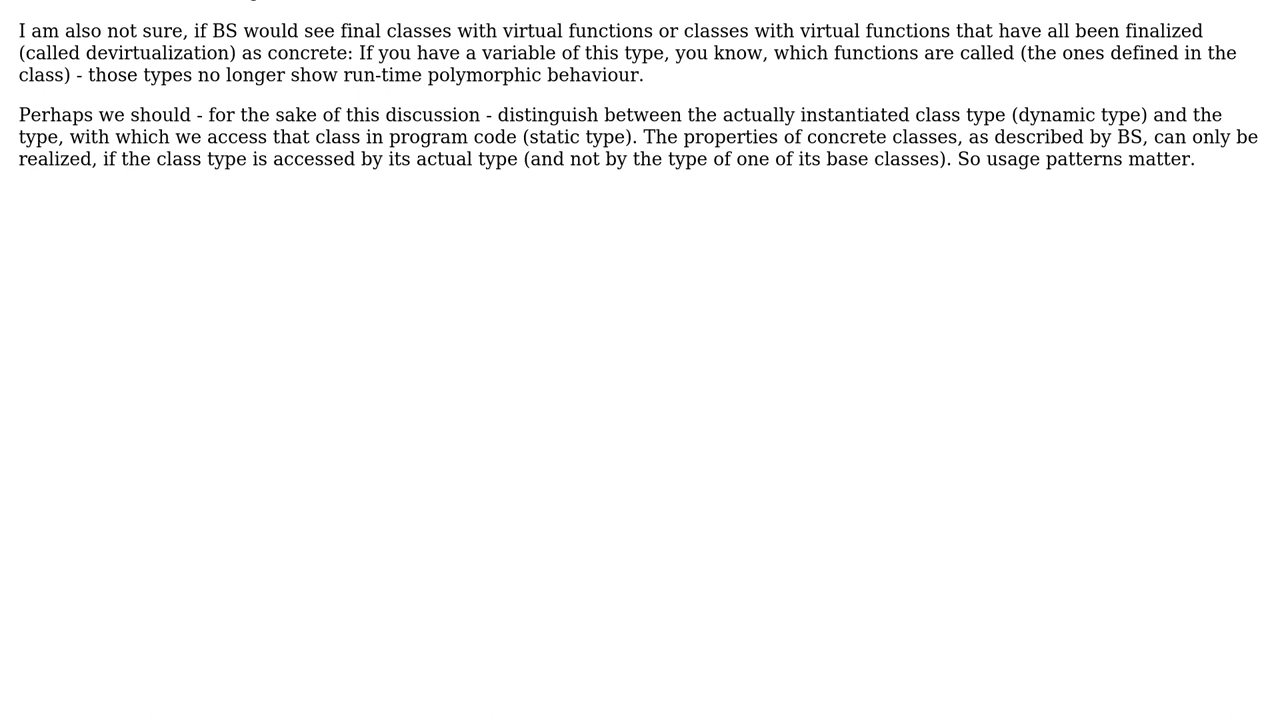 I am also not sure, if BS would see final classes with virtual functions or classes with virtual functions that have all been finalized
(called devirtualization) as concrete: If you have a variable of this type, you know, which functions are called (the ones defined in the
class) - those types no longer show run-time polymorphic behaviour.
Perhaps we should - for the sake of this discussion - distinguish between the actually instantiated class type (dynamic type) and the
type, with which we access that class in program code (static type). The properties of concrete classes, as described by BS, can only be
realized, if the class type is accessed by its actual type (and not by the type of one of its base classes). So usage patterns matter.